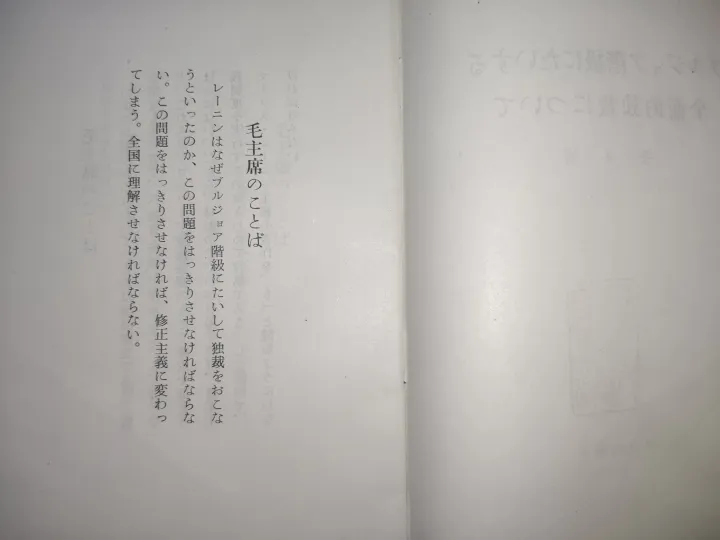 毛主席のことば
レーニンはなぜブルジョア階級にたいして独裁をおこな
うといったのか、この問題をはっきりさせなければならな
い。この問題をはっきりさせなければ、修正主義に変わっ
てしまう。全国に理解させなければならない。